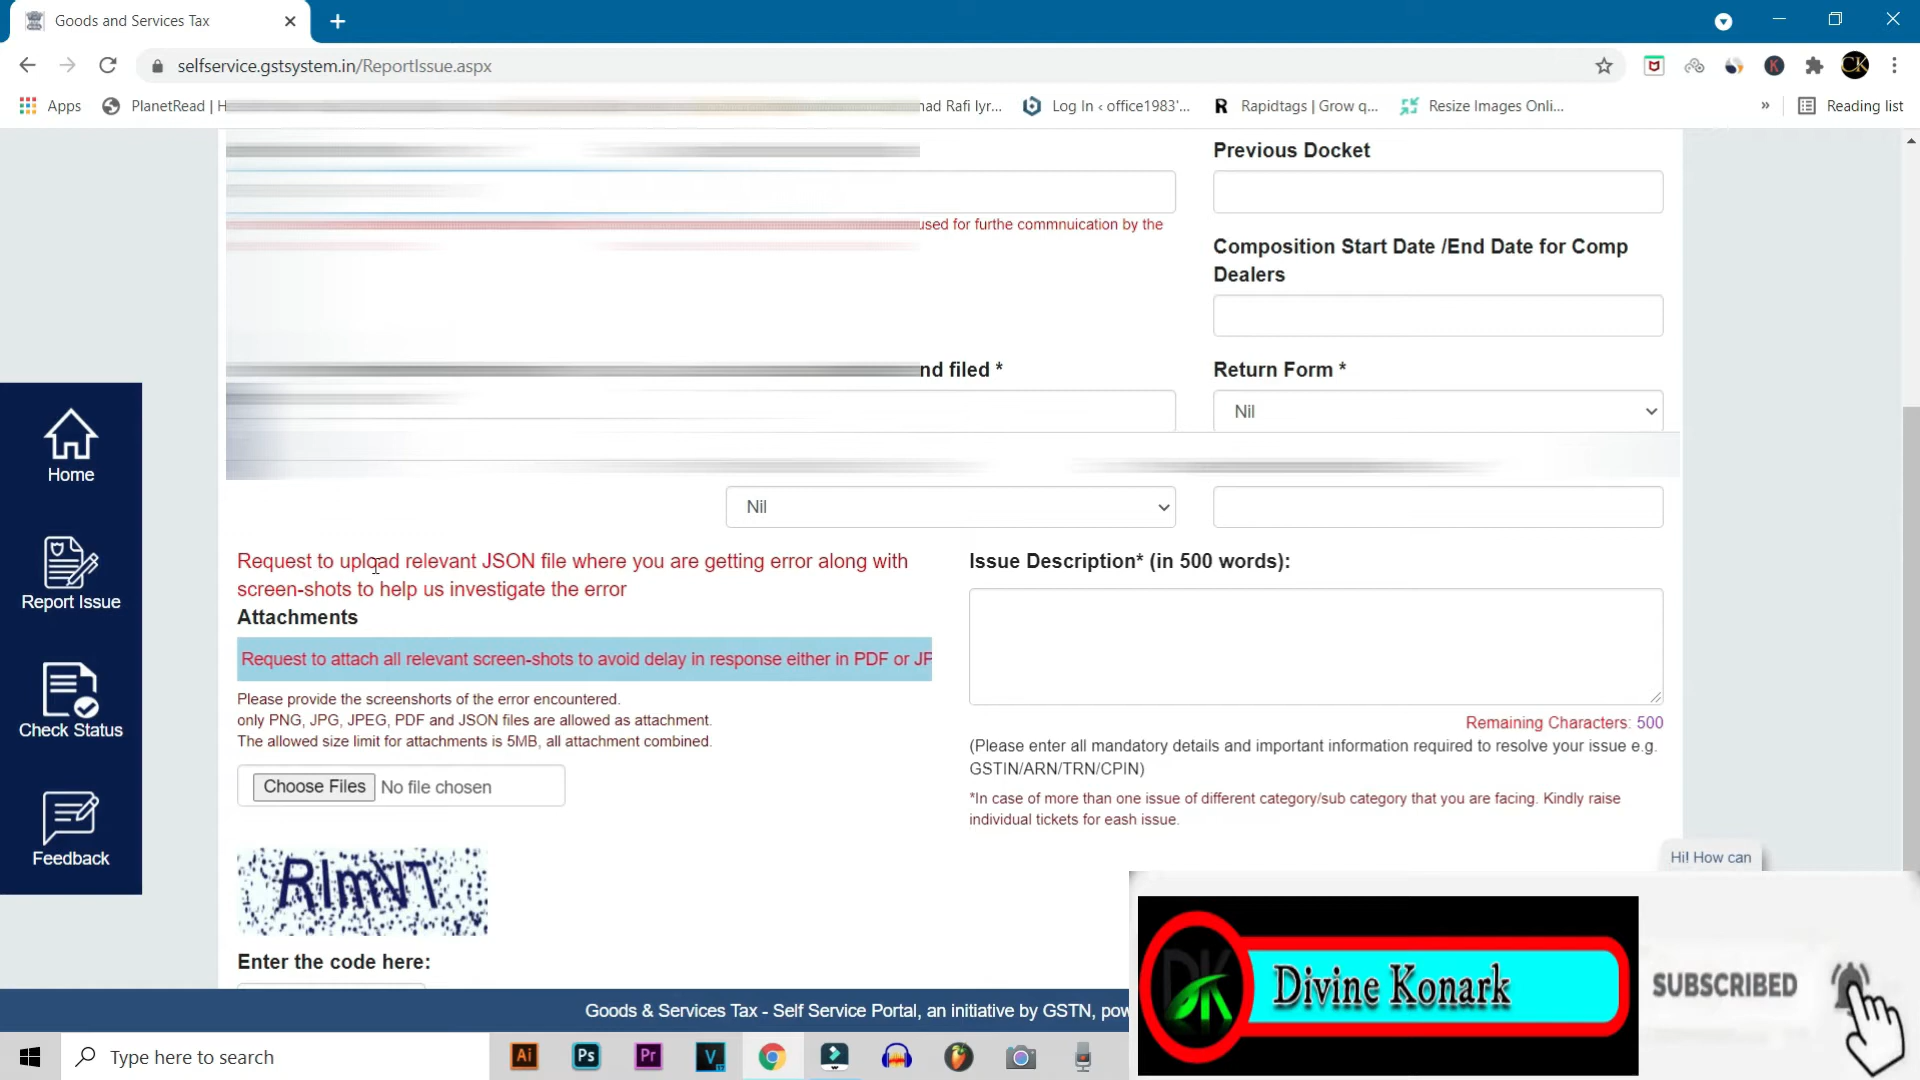 Goods and Services Tax
selfservice.gstsystem.in/ReportIssue.aspx
CK
Apps
PlanetRead | H
nad Rafi lyr...
Log In ‹ office1983'...
Rapidtags | Grow q...
Resize Images Onli...
»
Reading list
Previous Docket
used for furthe commnuication by the
Composition Start Date /End Date for Comp
Dealers
nd filed *
Return Form *
Nil
Nil
Home
Report Issue
Check Status
Feedback
Request to upload relevant JSON file where you are getting error along with
screen-shots to help us investigate the error
Attachments
Request to attach all relevant screen-shots to avoid delay in response either in PDF or JP
Please provide the screenshorts of the error encountered.
only PNG, JPG, JPEG, PDF and JSON files are allowed as attachment.
The allowed size limit for attachments is 5MB, all attachment combined.
Choose Files No file chosen
Issue Description* (in 500 words):
Remaining Characters: 500
(Please enter all mandatory details and important information required to resolve your issue e.g.
GSTIN/ARN/TRN/CPIN)
*In case of more than one issue of different category/sub category that you are facing. Kindly raise
individual tickets for eash issue.
Enter the code here:
Hi! How can
Goods & Services Tax - Self Service Portal, an initiative by GSTN, pow
DK
Divine Konark
SUBSCRIBED
Type here to search
Ai
Ps
Pr
V